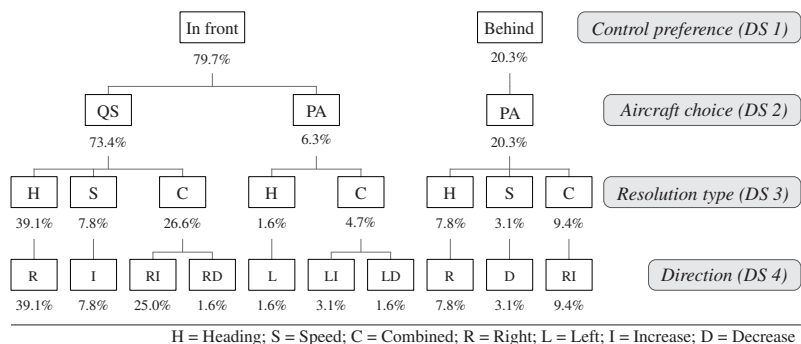 In front Behind Control preference (DS 1)
79.7% 20.3%
QS PA PA Aircraft choice (DS 2)
73.4% 6.3% 20.3%
H S C H C H S C Resolution type (DS 3)
39.1% 7.8% 26.6% 1.6% 4.7% 7.8% 3.1% 9.4%
R I RI RD L LI LD R D RI Direction (DS 4)
39.1% 7.8% 25.0% 1.6% 1.6% 3.1% 1.6% 7.8% 3.1% 9.4%
H = Heading; S = Speed; C = Combined; R = Right; L = Left; I = Increase; D = Decrease